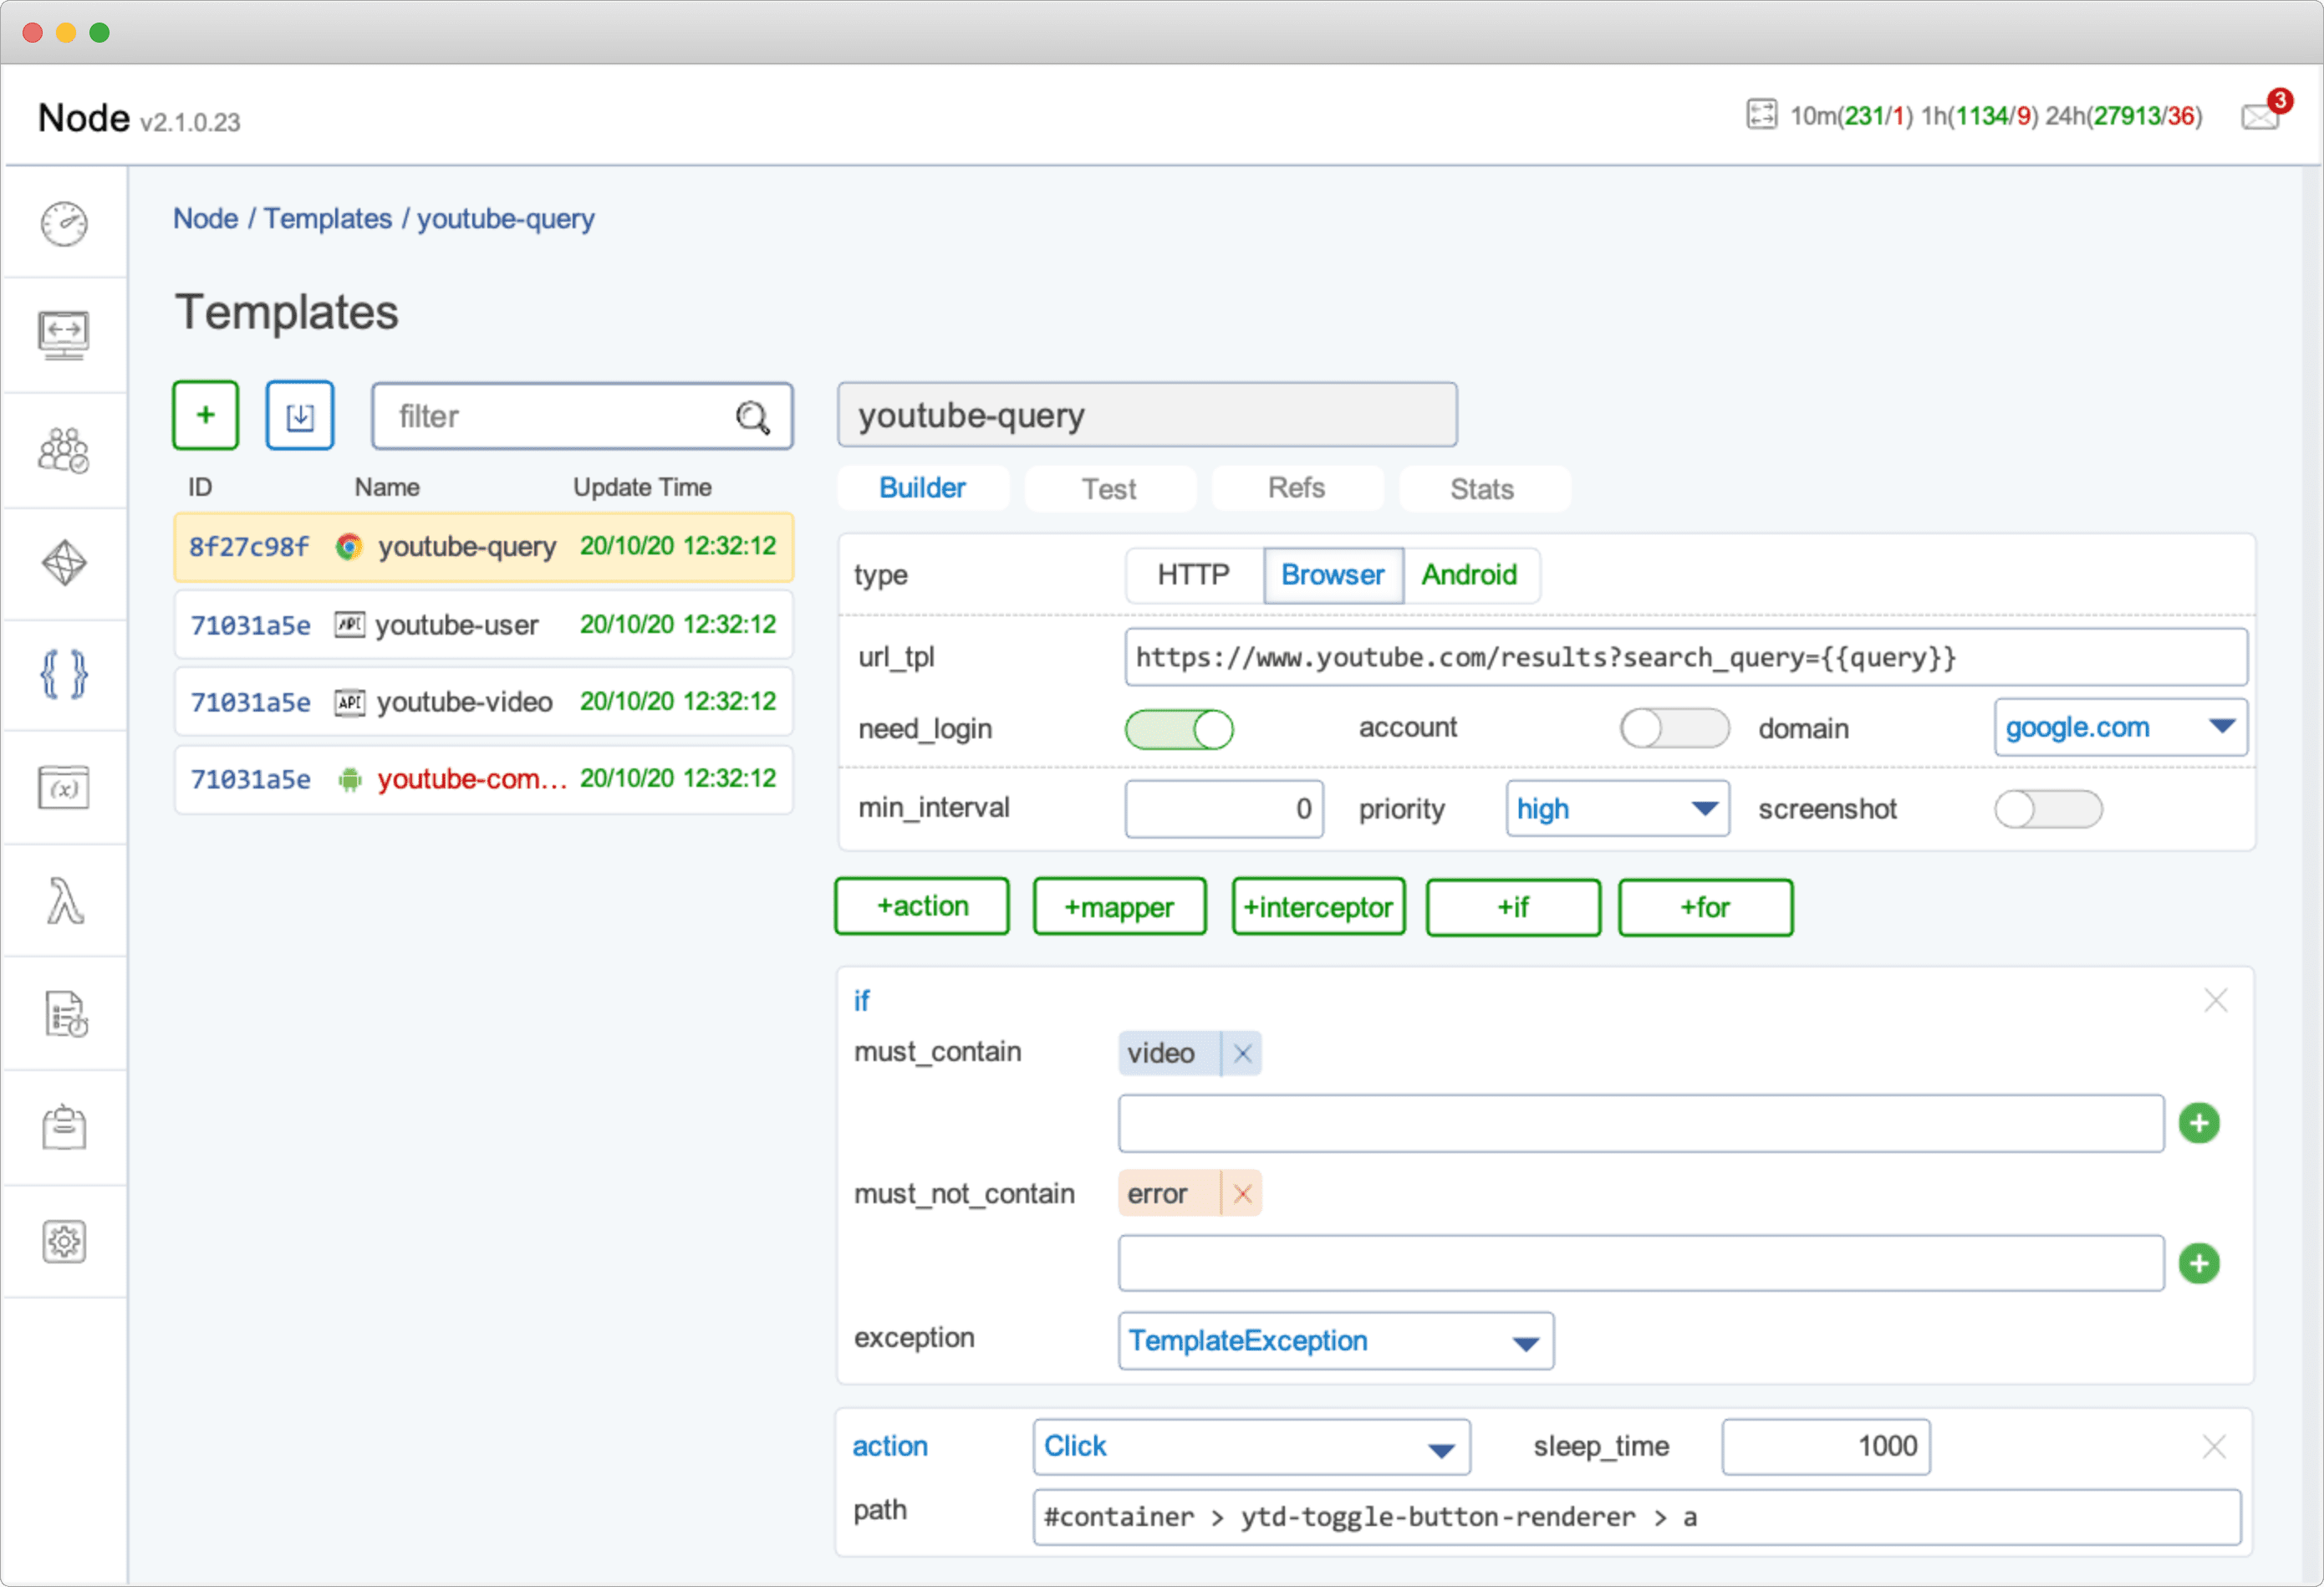 Node v2.1.0.23
10m(231/1) 1h(1134/9) 24h(27913/36)
3
Node / Templates / youtube-query
Templates
+
filter
ID Name Update Time
8f27c98f youtube-query 20/10/20 12:32:12
71031a5e API youtube-user 20/10/20 12:32:12
71031a5e API youtube-video 20/10/20 12:32:12
71031a5e youtube-com... 20/10/20 12:32:12
{ }
(x)
λ
youtube-query
Builder Test Refs Stats
type HTTP Browser Android
url_tpl https://www.youtube.com/results?search_query={{query}}
need_login account domain google.com
min_interval 0 priority high screenshot
+action +mapper +interceptor +if +for
if
must_contain video
+
must_not_contain error
+
exception TemplateException
action Click sleep_time 1000
path #container > ytd-toggle-button-renderer > a